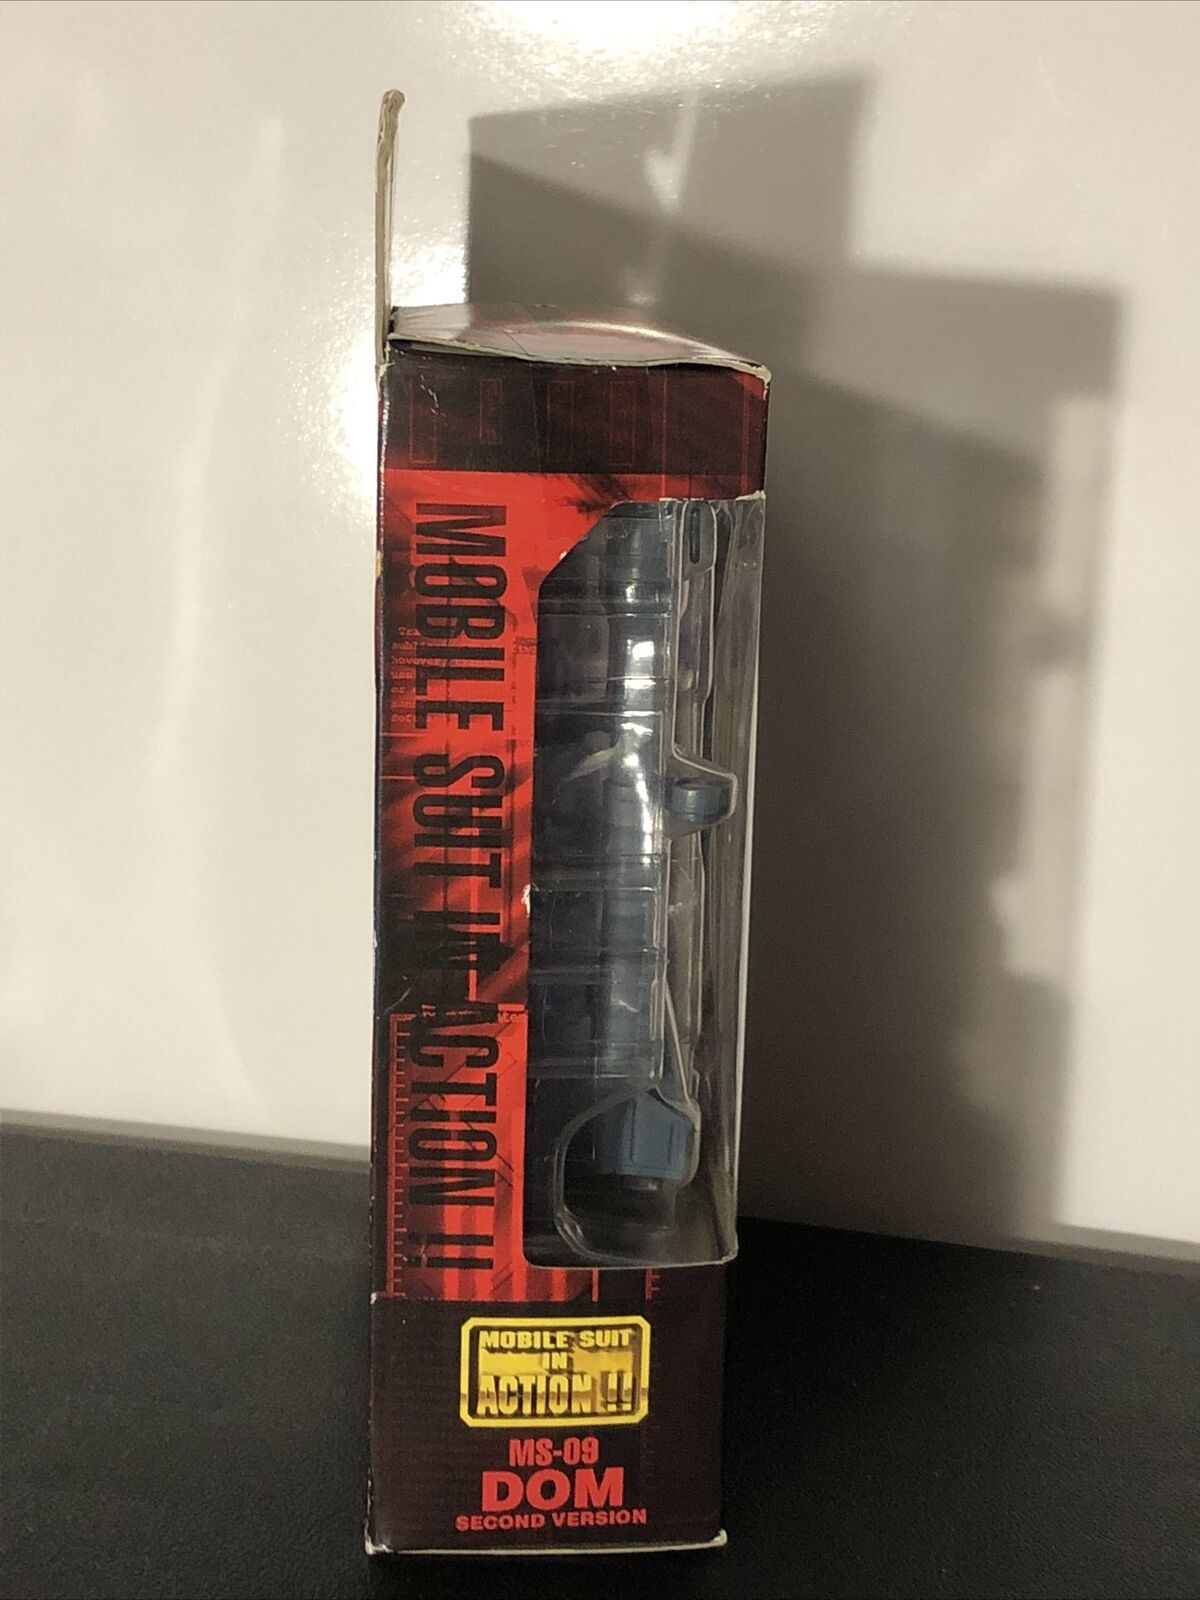 MOBILE SUIT IN ACTION !!
MOBILE SUIT
IN
ACTION !!
MS-09
DOM
SECOND VERSION